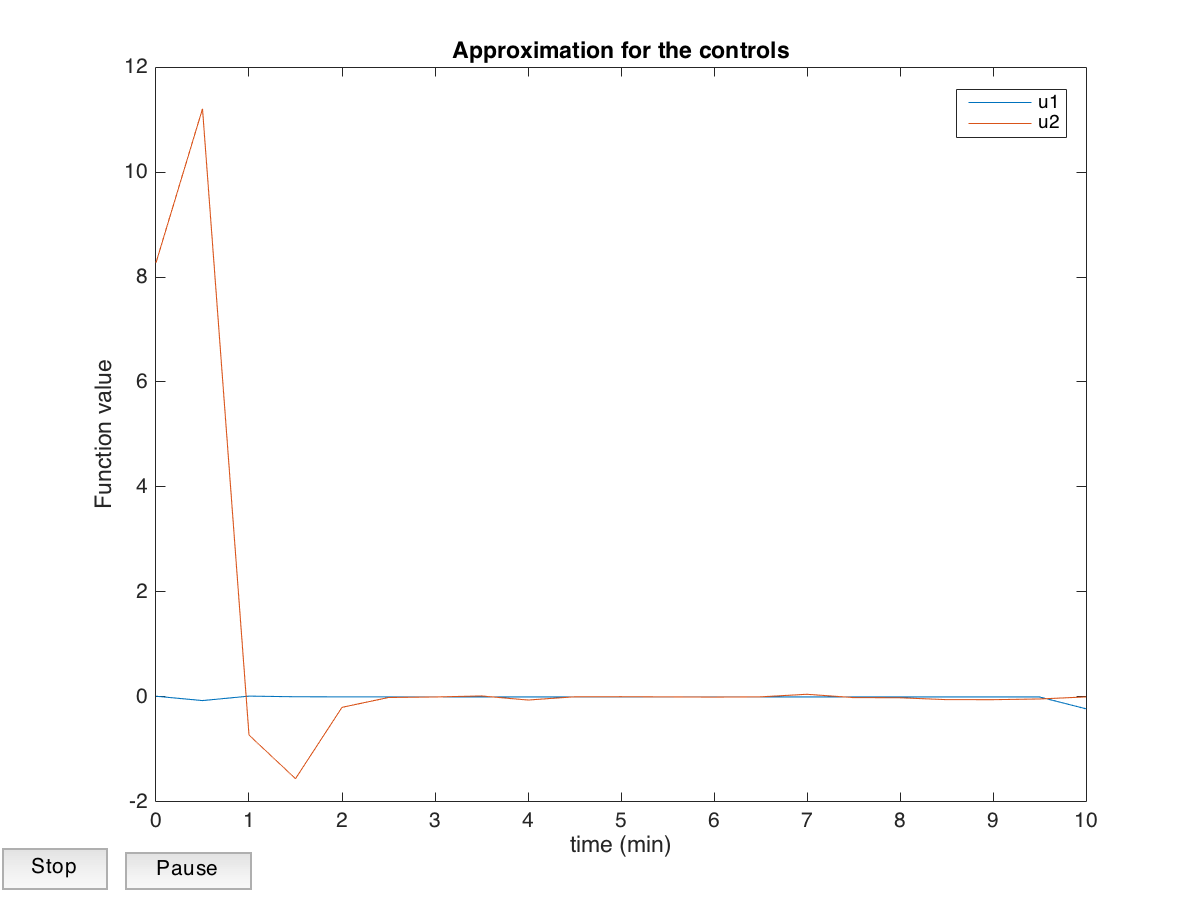 Approximation for the controls
12
10
8
6
4
2
0
-2
Function value
u1
u2
0 1 2 3 4 5 6 7 8 9 10
time (min)
Stop
Pause